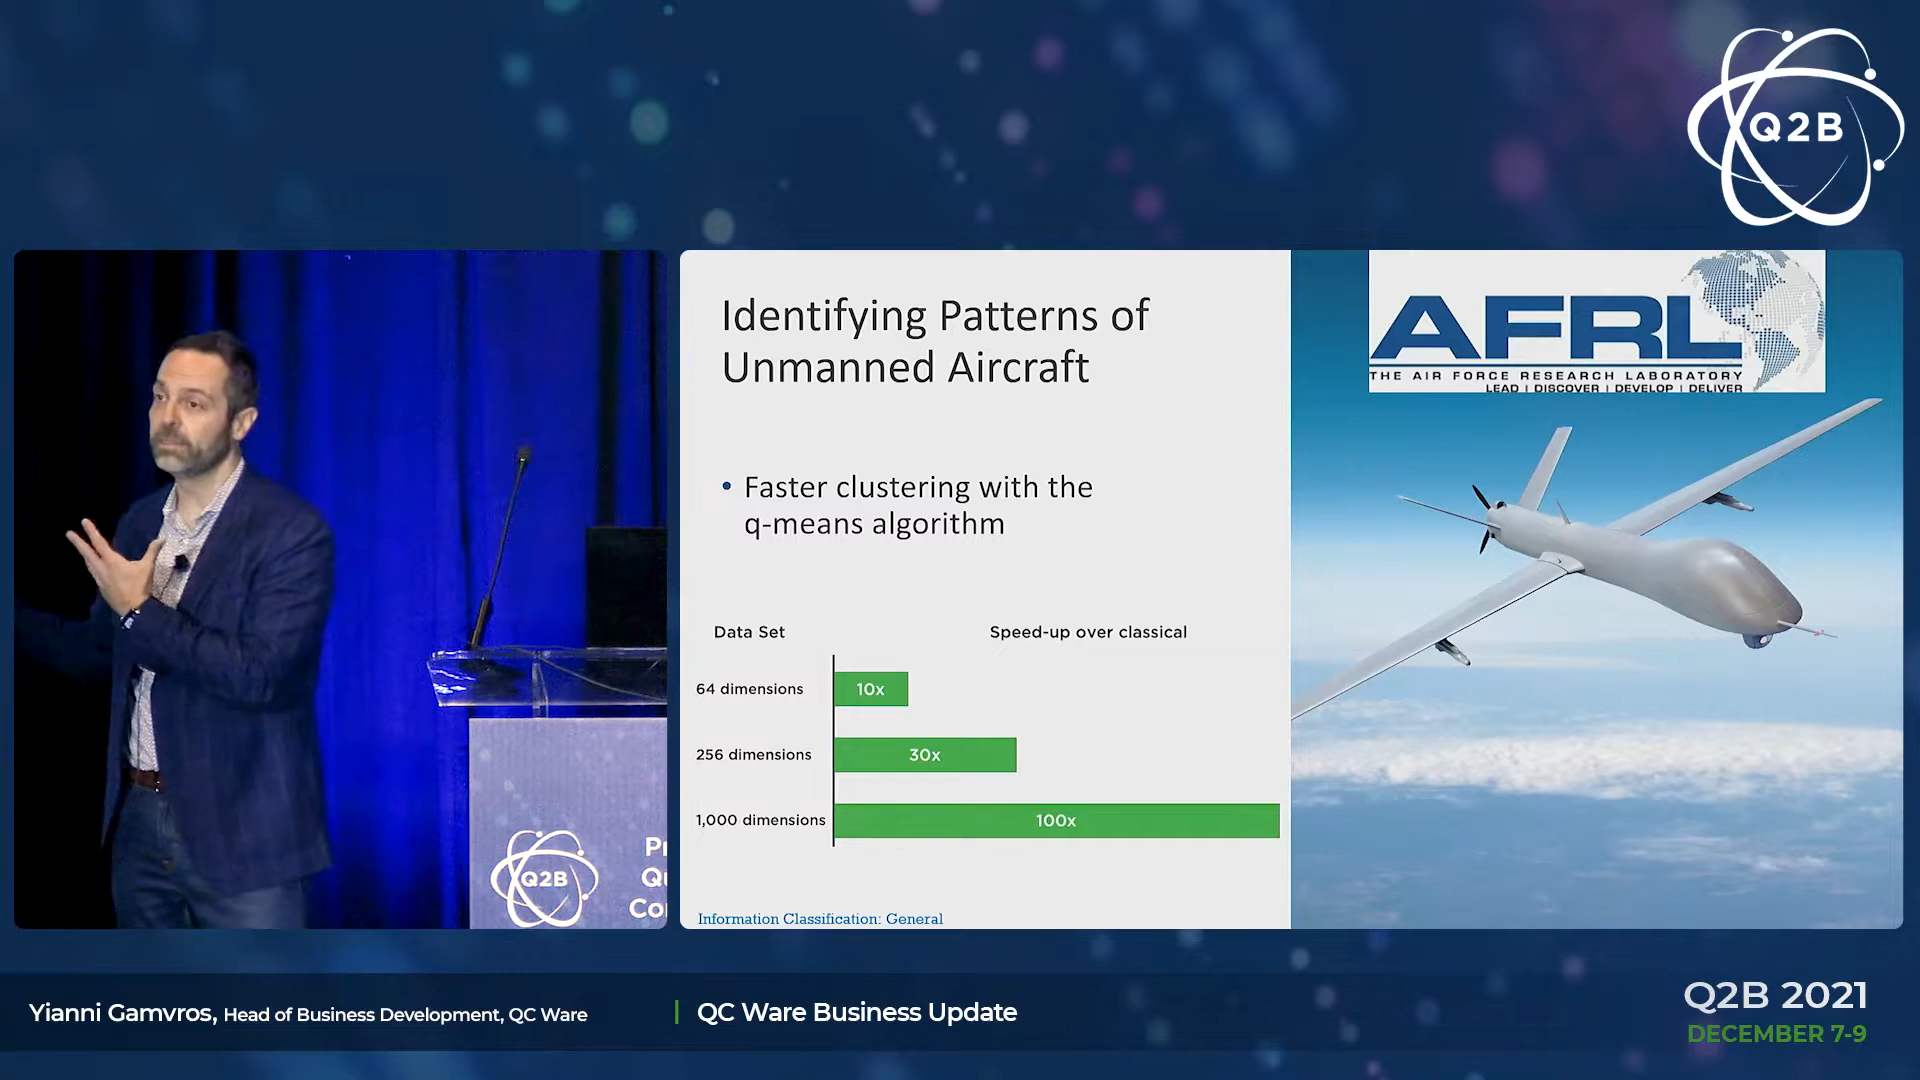 Q2B
Identifying Patterns of
Unmanned Aircraft
• Faster clustering with the
q-means algorithm
Data Set
Speed-up over classical
64 dimensions
10x
256 dimensions
30x
1,000 dimensions
100x
Information Classification: General
AFRL
THE AIR FORCE RESEARCH LABORATORY
LEAD | DISCOVER | DEVELOP | DELIVER
Q2B
Yianni Gamvros, Head of Business Development, QC Ware
QC Ware Business Update
Q2B 2021
DECEMBER 7-9